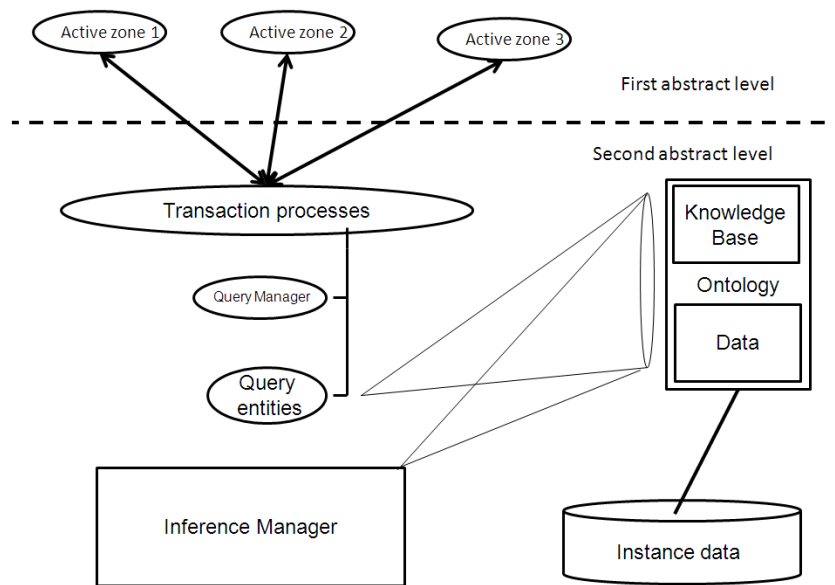 Active zone 1
Active zone 2
Active zone 3
First abstract level
Second abstract level
Transaction processes
Knowledge
Base
Query Manager
Ontology
Data
Query
entities
Inference Manager
Instance data